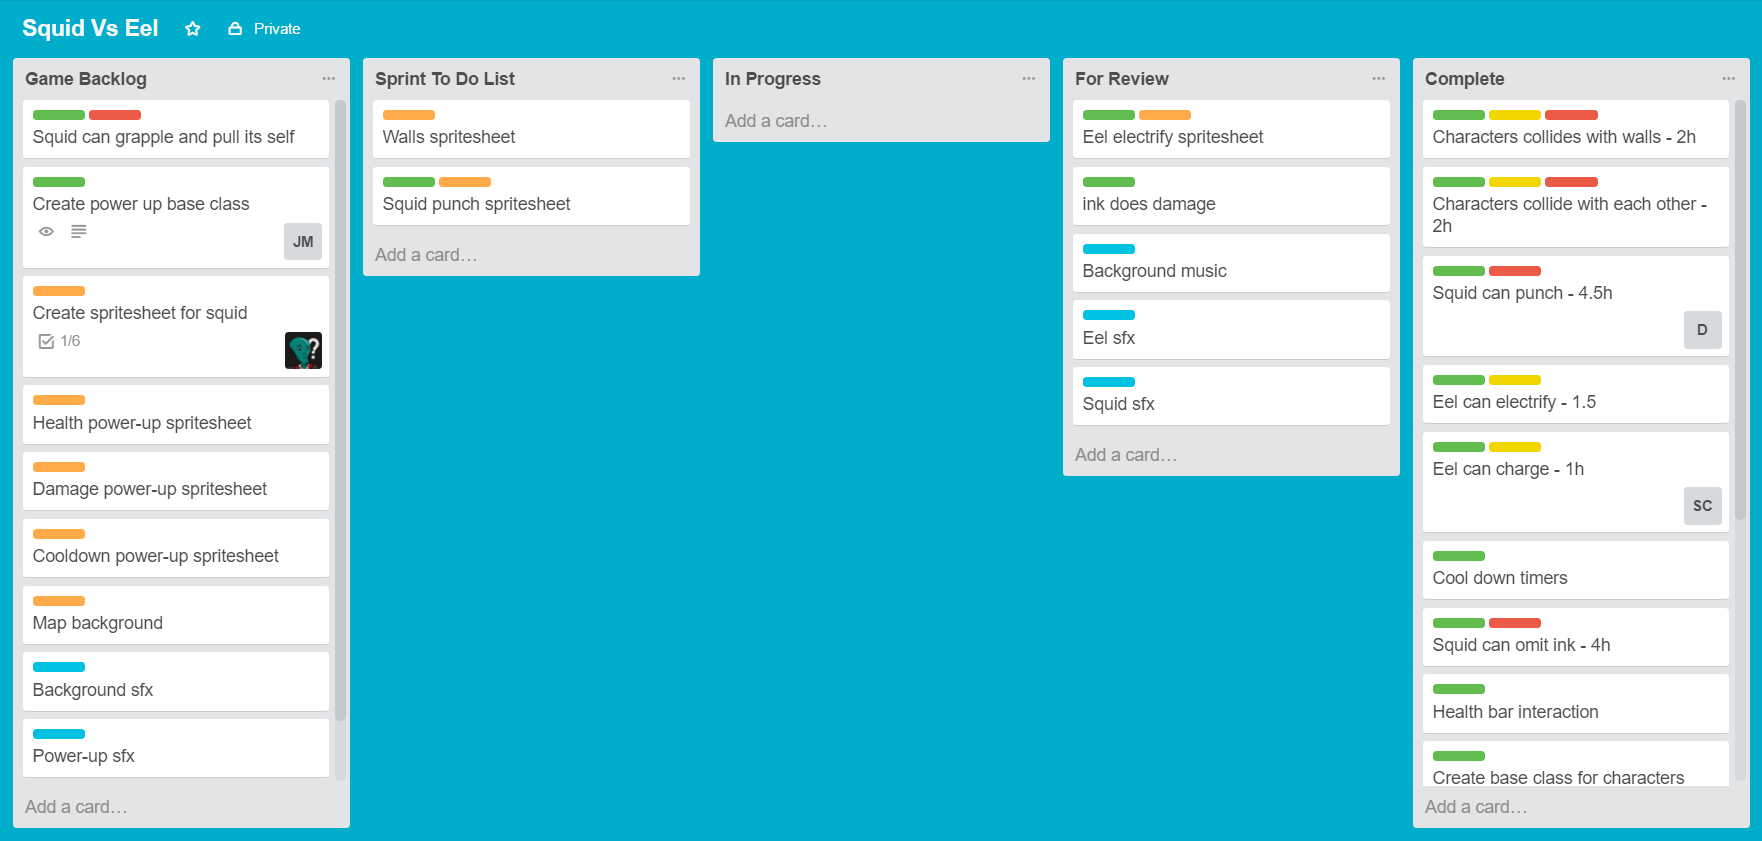 Squid Vs Eel
Private
Game Backlog
Squid can grapple and pull its self
Create power up base class
JM
Create spritesheet for squid
1/6
?
Health power-up spritesheet
Damage power-up spritesheet
Cooldown power-up spritesheet
Map background
Background sfx
Power-up sfx
Add a card…
Sprint To Do List
Walls spritesheet
Squid punch spritesheet
Add a card…
In Progress
Add a card…
For Review
Eel electrify spritesheet
ink does damage
Background music
Eel sfx
Squid sfx
Add a card…
Complete
Characters collides with walls - 2h
Characters collide with each other -
2h
Squid can punch - 4.5h
D
Eel can electrify - 1.5
Eel can charge - 1h
SC
Cool down timers
Squid can omit ink - 4h
Health bar interaction
Create base class for characters
Add a card…